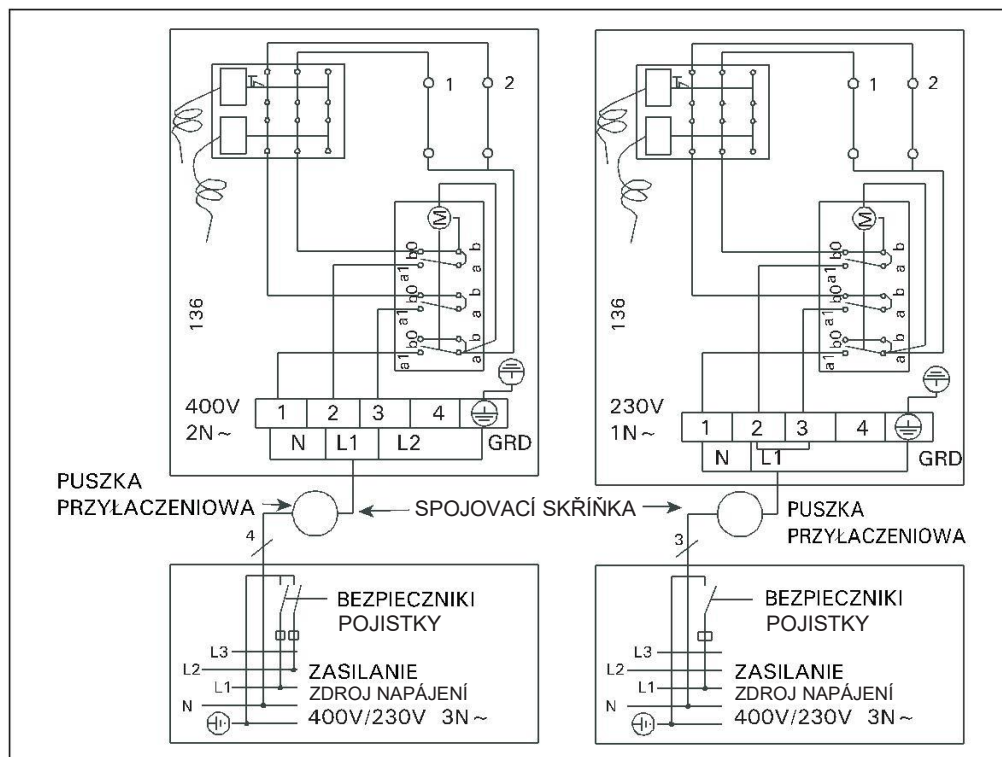 1
2
M
b0
b
a1
a
b0
b
a1
a
b0
b
a1
a
136
400V
2N~
1
2
3
4
N
L1
L2
GRD
PUSZKA
PRZYŁACZENIOWA
4
BEZPIECZNIKI
POJISTKY
L3
L2
L1
N
ZASILANIE
ZDROJ NAPÁJENÍ
400V/230V 3N~
SPOJOVACÍ SKŘÍŇKA
1
2
M
b0
b
a1
a
b0
b
a1
a
b0
b
a1
a
136
230V
1N~
1
2
3
4
N
L1
GRD
PUSZKA
PRZYŁACZENIOWA
3
BEZPIECZNIKI
POJISTKY
L3
L2
L1
N
ZASILANIE
ZDROJ NAPÁJENÍ
400V/230V 3N~